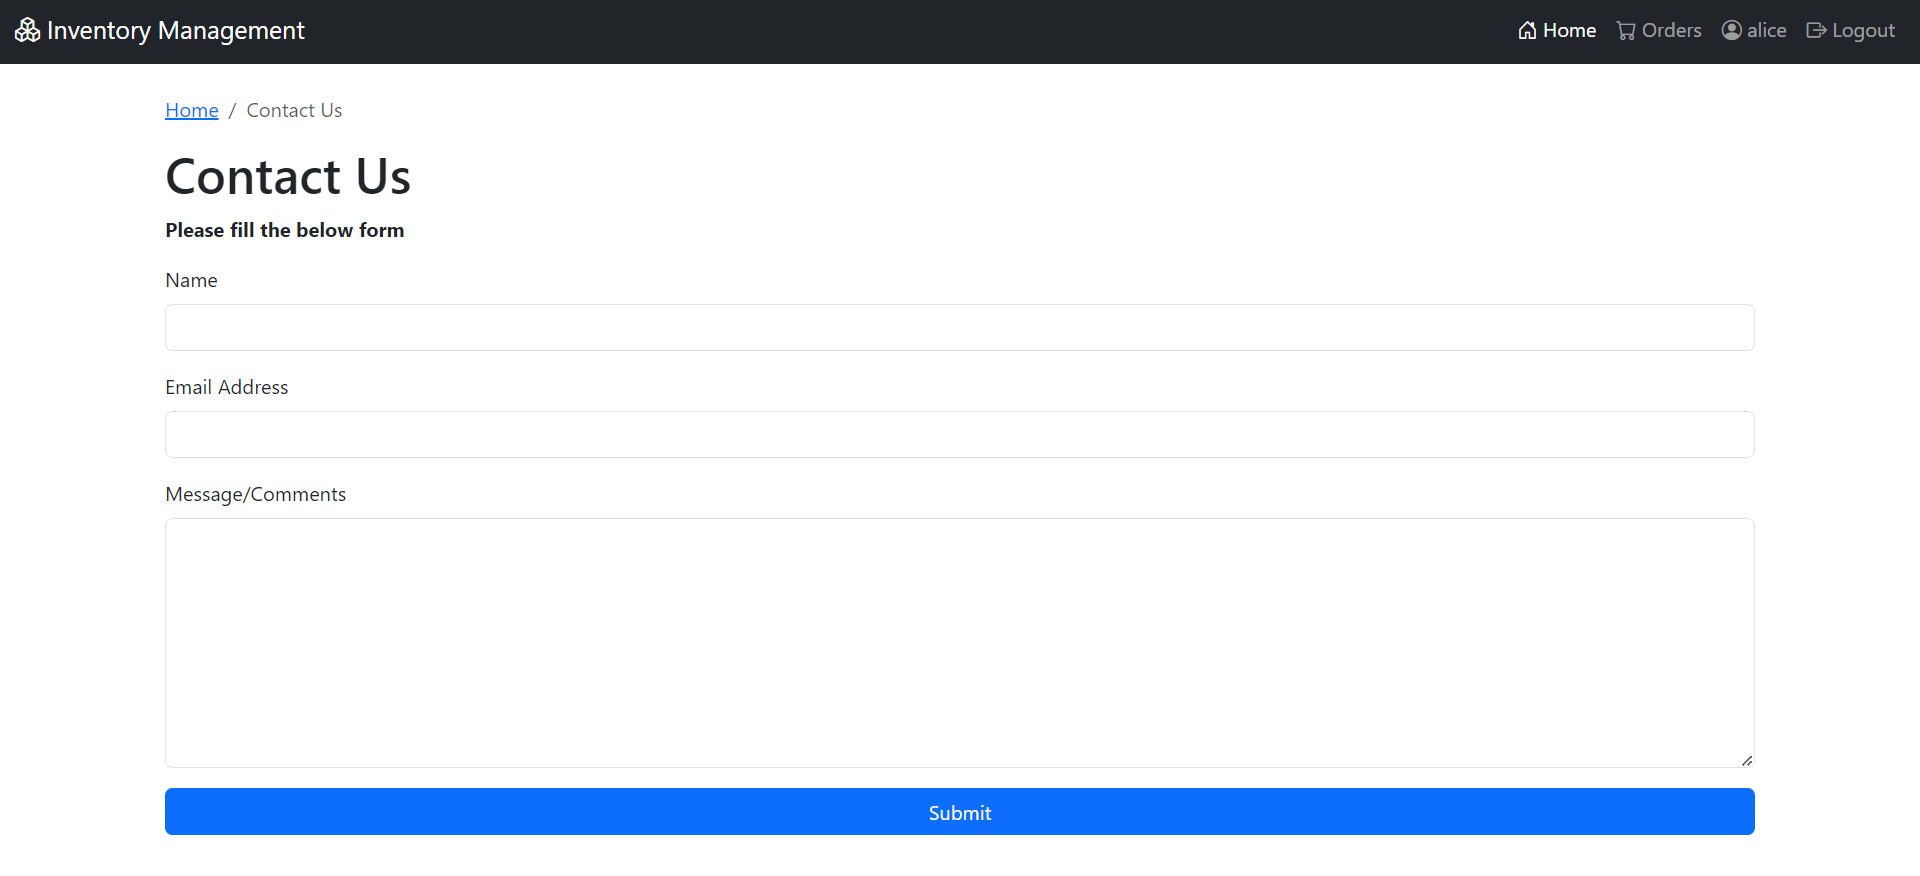 Inventory Management Home Orders alice Logout
Home / Contact Us
Contact Us
Please fill the below form
Name
Email Address
Message/Comments
Submit